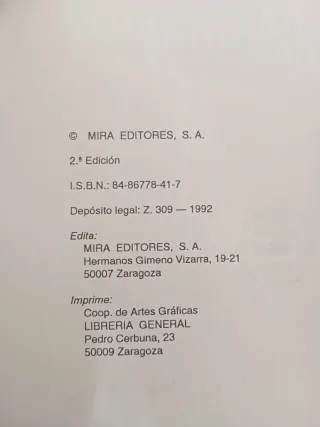 © MIRA EDITORES, S. A.
2.ª Edición
I.S.B.N.: 84-86778-41-7
Depósito legal: Z. 309 — 1992
Edita:
MIRA EDITORES, S. A.
Hermanos Gimeno Vizarra, 19-21
50007 Zaragoza
Imprime:
Coop. de Artes Gráficas
LIBRERIA GENERAL
Pedro Cerbuna, 23
50009 Zaragoza